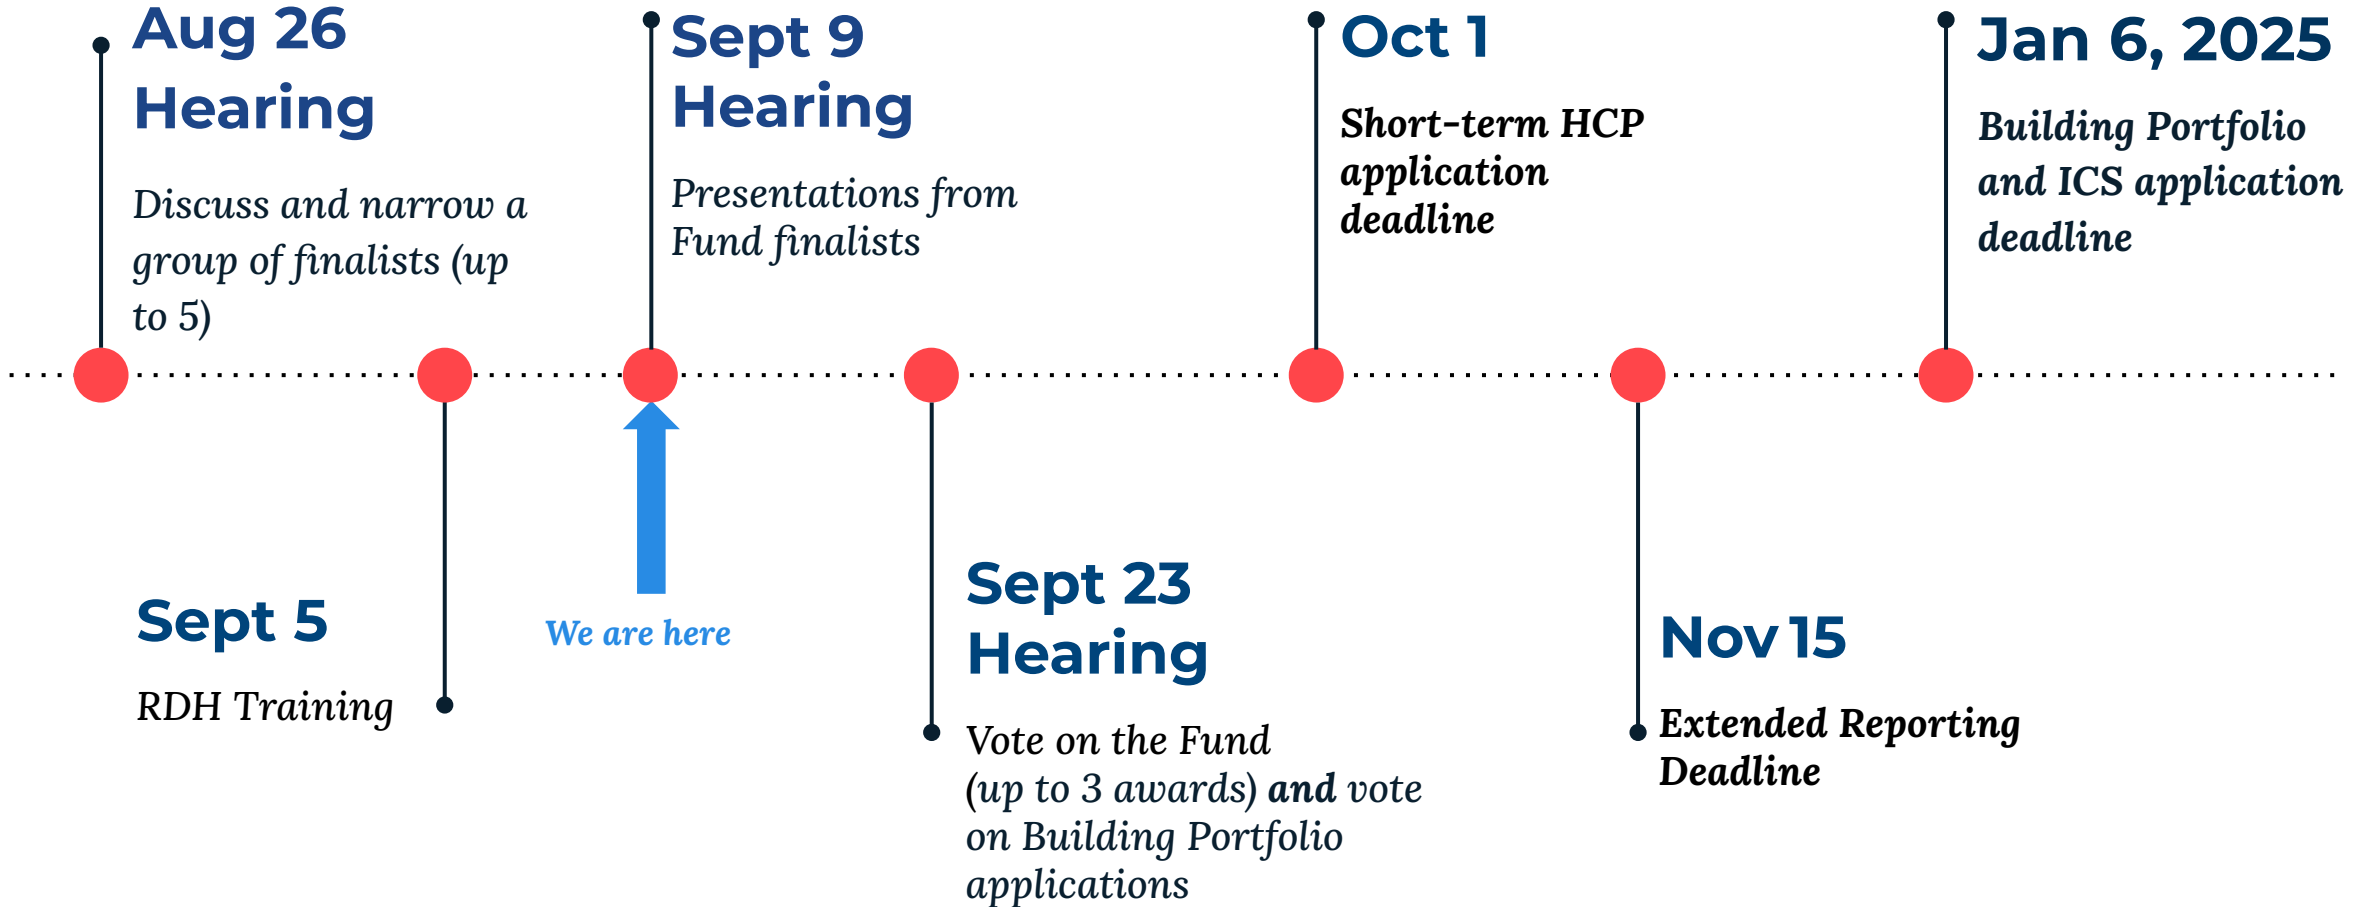 Aug 26
Hearing
Discuss and narrow a
group of finalists (up
to 5)
Sept 5
RDH Training
Sept 9
Hearing
Presentations from
Fund finalists
We are here
Sept 23
Hearing
Vote on the Fund
(up to 3 awards) and vote
on Building Portfolio
applications
Oct 1
Short-term HCP
application
deadline
Nov 15
Extended Reporting
Deadline
Jan 6, 2025
Building Portfolio
and ICS application
deadline